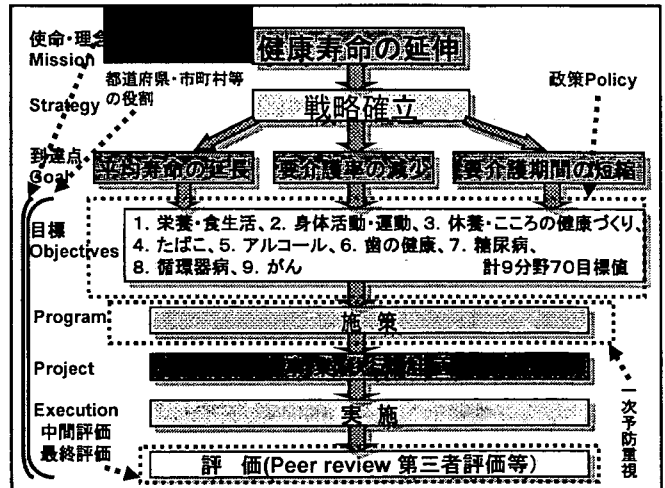 使命・理念
Mission
健康寿命の延伸
都道府県・市町村等
の役割
政策Policy
Strategy
戦略確立
到達点
Goal
平均寿命の延長
要介護率の減少
要介護期間の短縮
目標
Objectives
1. 栄養・食生活、2. 身体活動・運動、3. 休養・こころの健康づくり、
4. たばこ、5. アルコール、6. 歯の健康、7. 糖尿病、
8. 循環器病、9. がん 計9分野70目標値
Program
施 策
Project
Execution
実 施
中間評価
最終評価
評 価(Peer review 第三者評価等)
一次予防重視